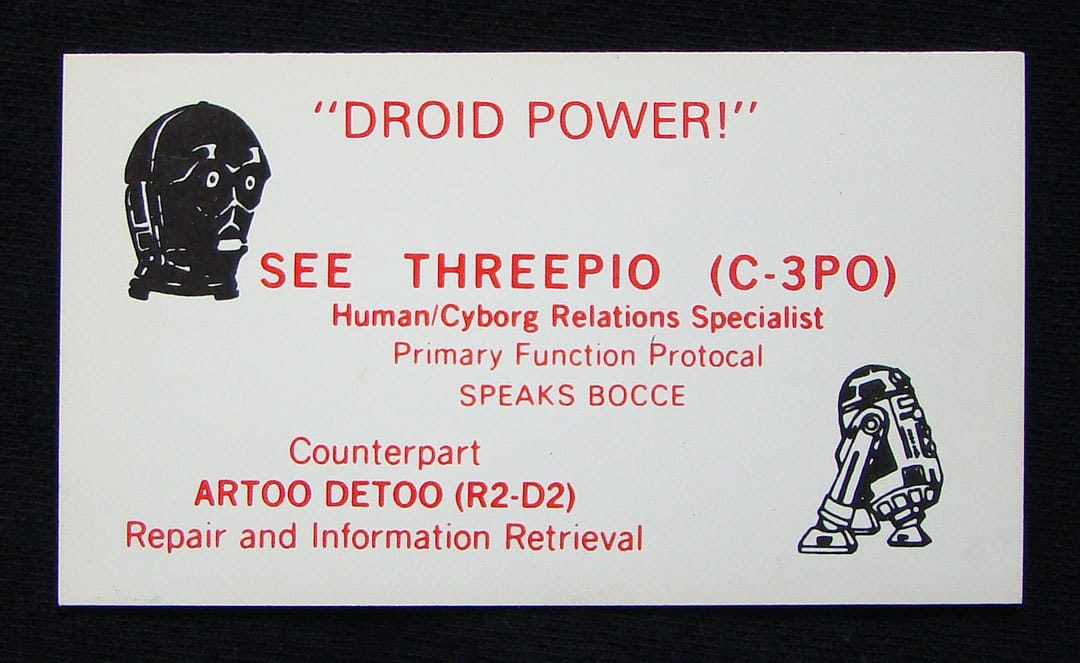 "DROID POWER!"
SEE THREEPIO (C-3PO)
Human/Cyborg Relations Specialist
Primary Function Protocal
SPEAKS BOCCE
Counterpart
ARTOO DETOO (R2-D2)
Repair and Information Retrieval